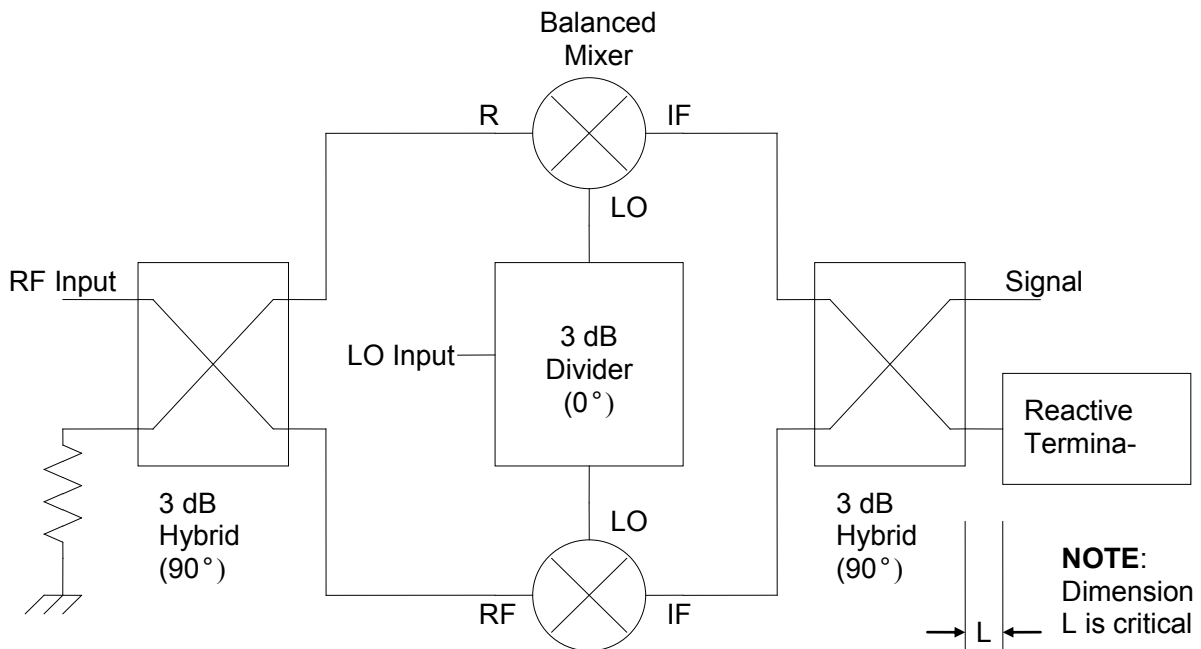 Balanced
Mixer
R
IF
LO
RF Input
LO Input
3 dB
Divider
(0°)
Signal
Reactive
Termina-
3 dB
Hybrid
(90°)
3 dB
Hybrid
(90°)
LO
RF
IF
L
NOTE:
Dimension
L is critical